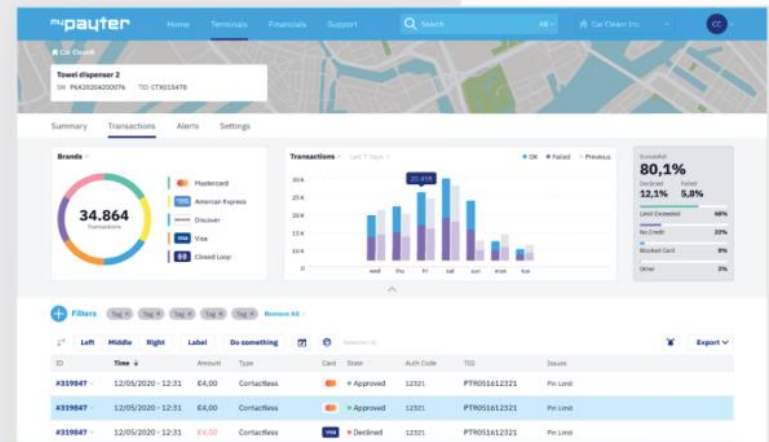 my payter Home Terminals Financials Support Search All Car Clean Inc. CC
Car Clean
Towel dispenser 2
SN P6X20204200076 TID CTX015478
Summary Transactions Alerts Settings
Brands
34.864
Transactions
Mastercard
American Express
Discover
Visa
Closed Loop
Transactions Last 7 Days OK Failed Previous
20.458
30 K
25K
20 K
15 K
10 K
0
wed thu fri sat sun mon tue
Successful
80,1%
Declined Failed
12,1% 5,8%
Limit Exceeded 68%
No Credit 22%
Blocked Card 8%
Other 2%
Filters Tag Tag Tag Tag Tag Remove All
Left Middle Right Label Do something Export
ID Time Amount Type Card State Auth Code TID Issues
#319847 12/05/2020 - 12:31 €4,00 Contactless Approved 12321 PTR051612321 Pin Limit
#319847 12/05/2020 - 12:31 €4,00 Contactless Approved 12321 PTR051612321 Pin Limit
#319847 12/05/2020 - 12:31 €4,00 Contactless VISA Declined 12321 PTR051612321 Pin Limit